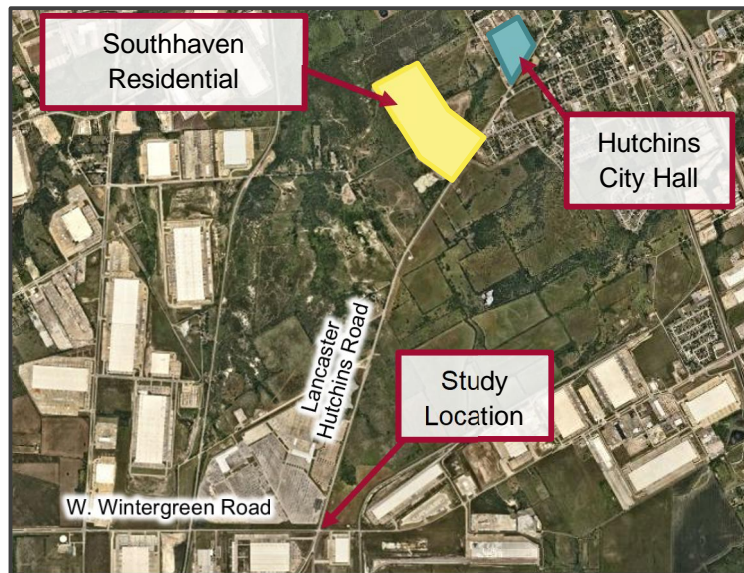 Southhaven
Residential
Hutchins
City Hall
Lancaster
Hutchins Road
Study
Location
W. Wintergreen Road